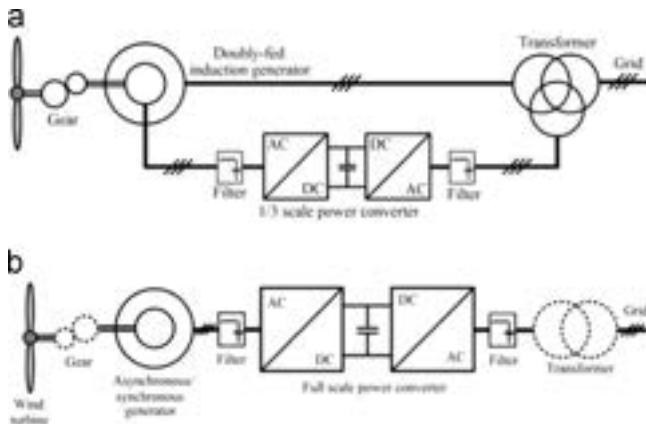 a
Doubly-fed
induction generator
Transformer
Grid
Gear
AC
DC
DC
AC
Filter
Filter
1/3 scale power converter
b
AC
DC
DC
AC
Grid
Gear
Filter
Filter
Transformer
Asynchronous/
synchronous
generator
Full scale power converter
Wind
turbine